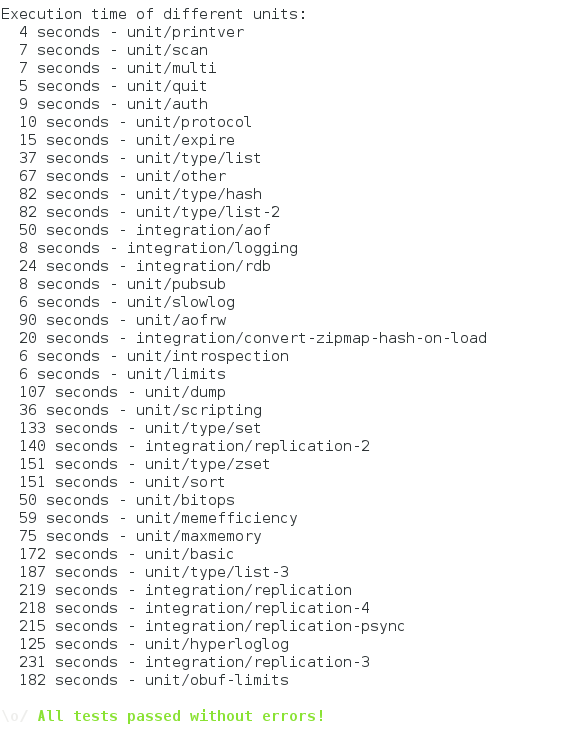 Execution time of different units:
  4 seconds - unit/printver
  7 seconds - unit/scan
  7 seconds - unit/multi
  5 seconds - unit/quit
  9 seconds - unit/auth
  10 seconds - unit/protocol
  15 seconds - unit/expire
  37 seconds - unit/type/list
  67 seconds - unit/other
  82 seconds - unit/type/hash
  82 seconds - unit/type/list-2
  50 seconds - integration/aof
  8 seconds - integration/logging
  24 seconds - integration/rdb
  8 seconds - unit/pubsub
  6 seconds - unit/slowlog
  90 seconds - unit/aofrw
  20 seconds - integration/convert-zipmap-hash-on-load
  6 seconds - unit/introspection
  6 seconds - unit/limits
  107 seconds - unit/dump
  36 seconds - unit/scripting
  133 seconds - unit/type/set
  140 seconds - integration/replication-2
  151 seconds - unit/type/zset
  151 seconds - unit/sort
  50 seconds - unit/bitops
  59 seconds - unit/memefficiency
  75 seconds - unit/maxmemory
  172 seconds - unit/basic
  187 seconds - unit/type/list-3
  219 seconds - integration/replication
  218 seconds - integration/replication-4
  215 seconds - integration/replication-psync
  125 seconds - unit/hyperloglog
  231 seconds - integration/replication-3
  182 seconds - unit/obuf-limits
\o/ All tests passed without errors!